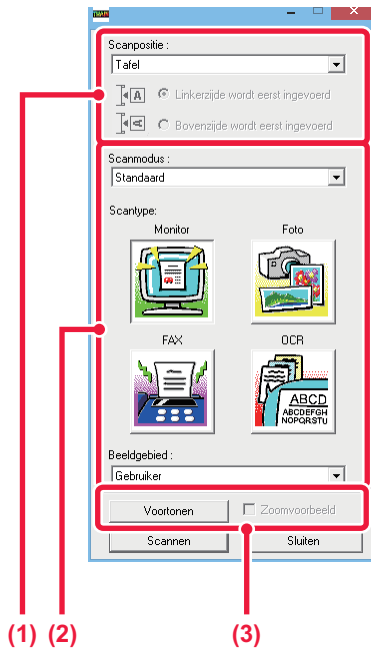 TWAIN
Scanpositie :
Tafel
A
Linkerzijde wordt eerst ingevoerd
A
Bovenzijde wordt eerst ingevoerd
Scanmodus :
Standaard
Scantype:
Monitor
Foto
FAX
OCR
ABCD
ABCDEFGH
NOPQRSTU
Beeldgebied :
Gebruiker
Voortonen
Zoomvoorbeeld
Scannen
Sluiten
(1) (2) (3)